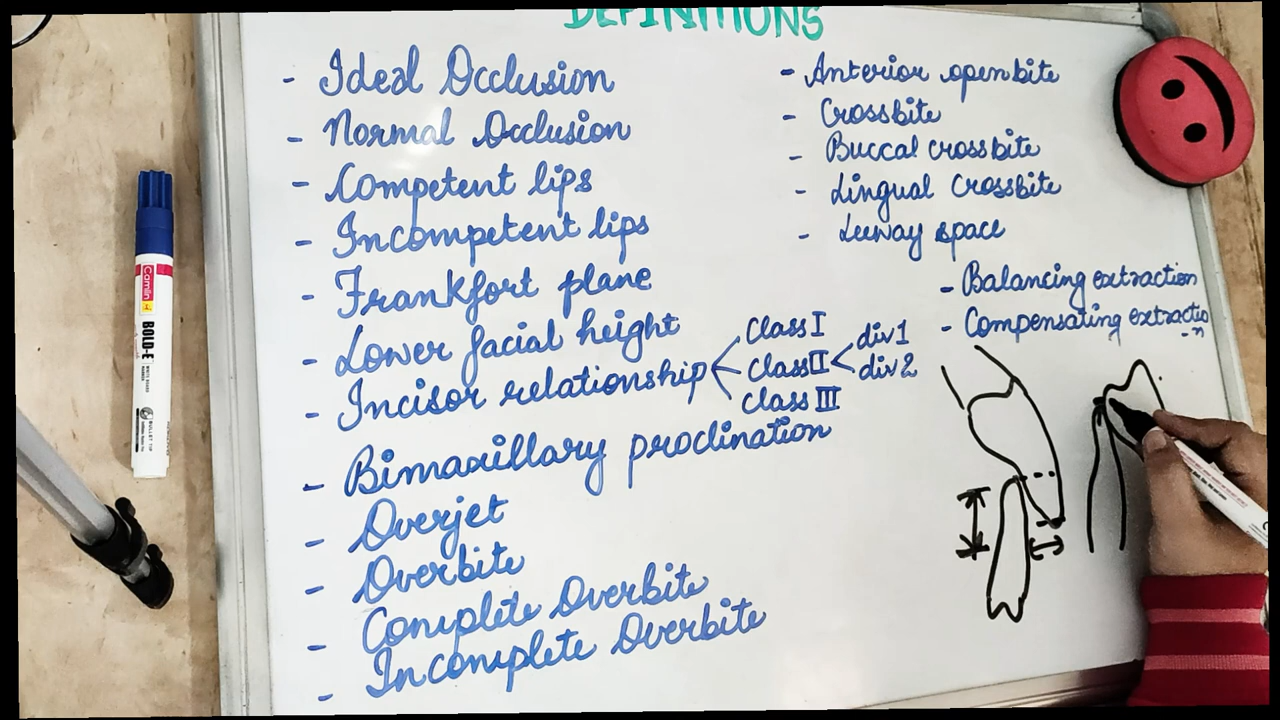 DEFINITIONS
- Ideal Occlusion
- Normal Occlusion
- Competent lips
- Incompetent lips
- Frankfort plane
- Lower facial height
- Incisor relationship
Class I
Class II
div 1
div 2
Class III
- Bimaxillary proclination
- Overjet
- Overbite
- Complete Overbite
- Incomplete Overbite
- Anterior openbite
- Crossbite
- Buccal crossbite
- Lingual Crossbite
- Leeway space
- Balancing extraction
- Compensating extractio
-n
Camlin
BOLD-E